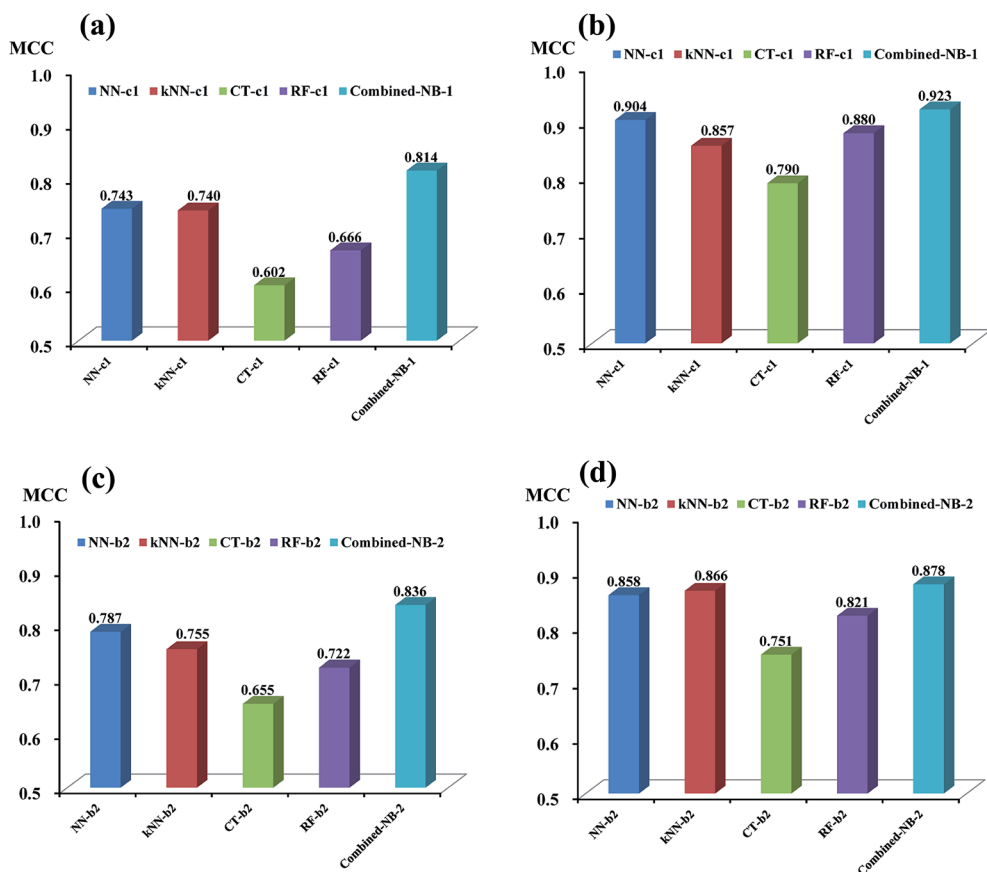 (a)
MCC
NN-c1 kNN-c1 CT-c1 RF-c1 Combined-NB-1
1.0
0.9
0.8
0.7
0.6
0.5
0.743
0.740
0.602
0.666
0.814
NN-c1
kNN-c1
CT-c1
RF-c1
Combined-NB-1
(b)
MCC
NN-c1 kNN-c1 CT-c1 RF-c1 Combined-NB-1
1.0
0.9
0.8
0.7
0.6
0.5
0.904
0.857
0.790
0.880
0.923
NN-c1
kNN-c1
CT-c1
RF-c1
Combined-NB-1
(c)
MCC
NN-b2 kNN-b2 CT-b2 RF-b2 Combined-NB-2
1.0
0.9
0.8
0.7
0.6
0.5
0.787
0.755
0.655
0.722
0.836
NN-b2
kNN-b2
CT-b2
RF-b2
Combined-NB-2
(d)
MCC
NN-b2 kNN-b2 CT-b2 RF-b2 Combined-NB-2
1.0
0.9
0.8
0.7
0.6
0.5
0.858
0.866
0.751
0.821
0.878
NN-b2
kNN-b2
CT-b2
RF-b2
Combined-NB-2